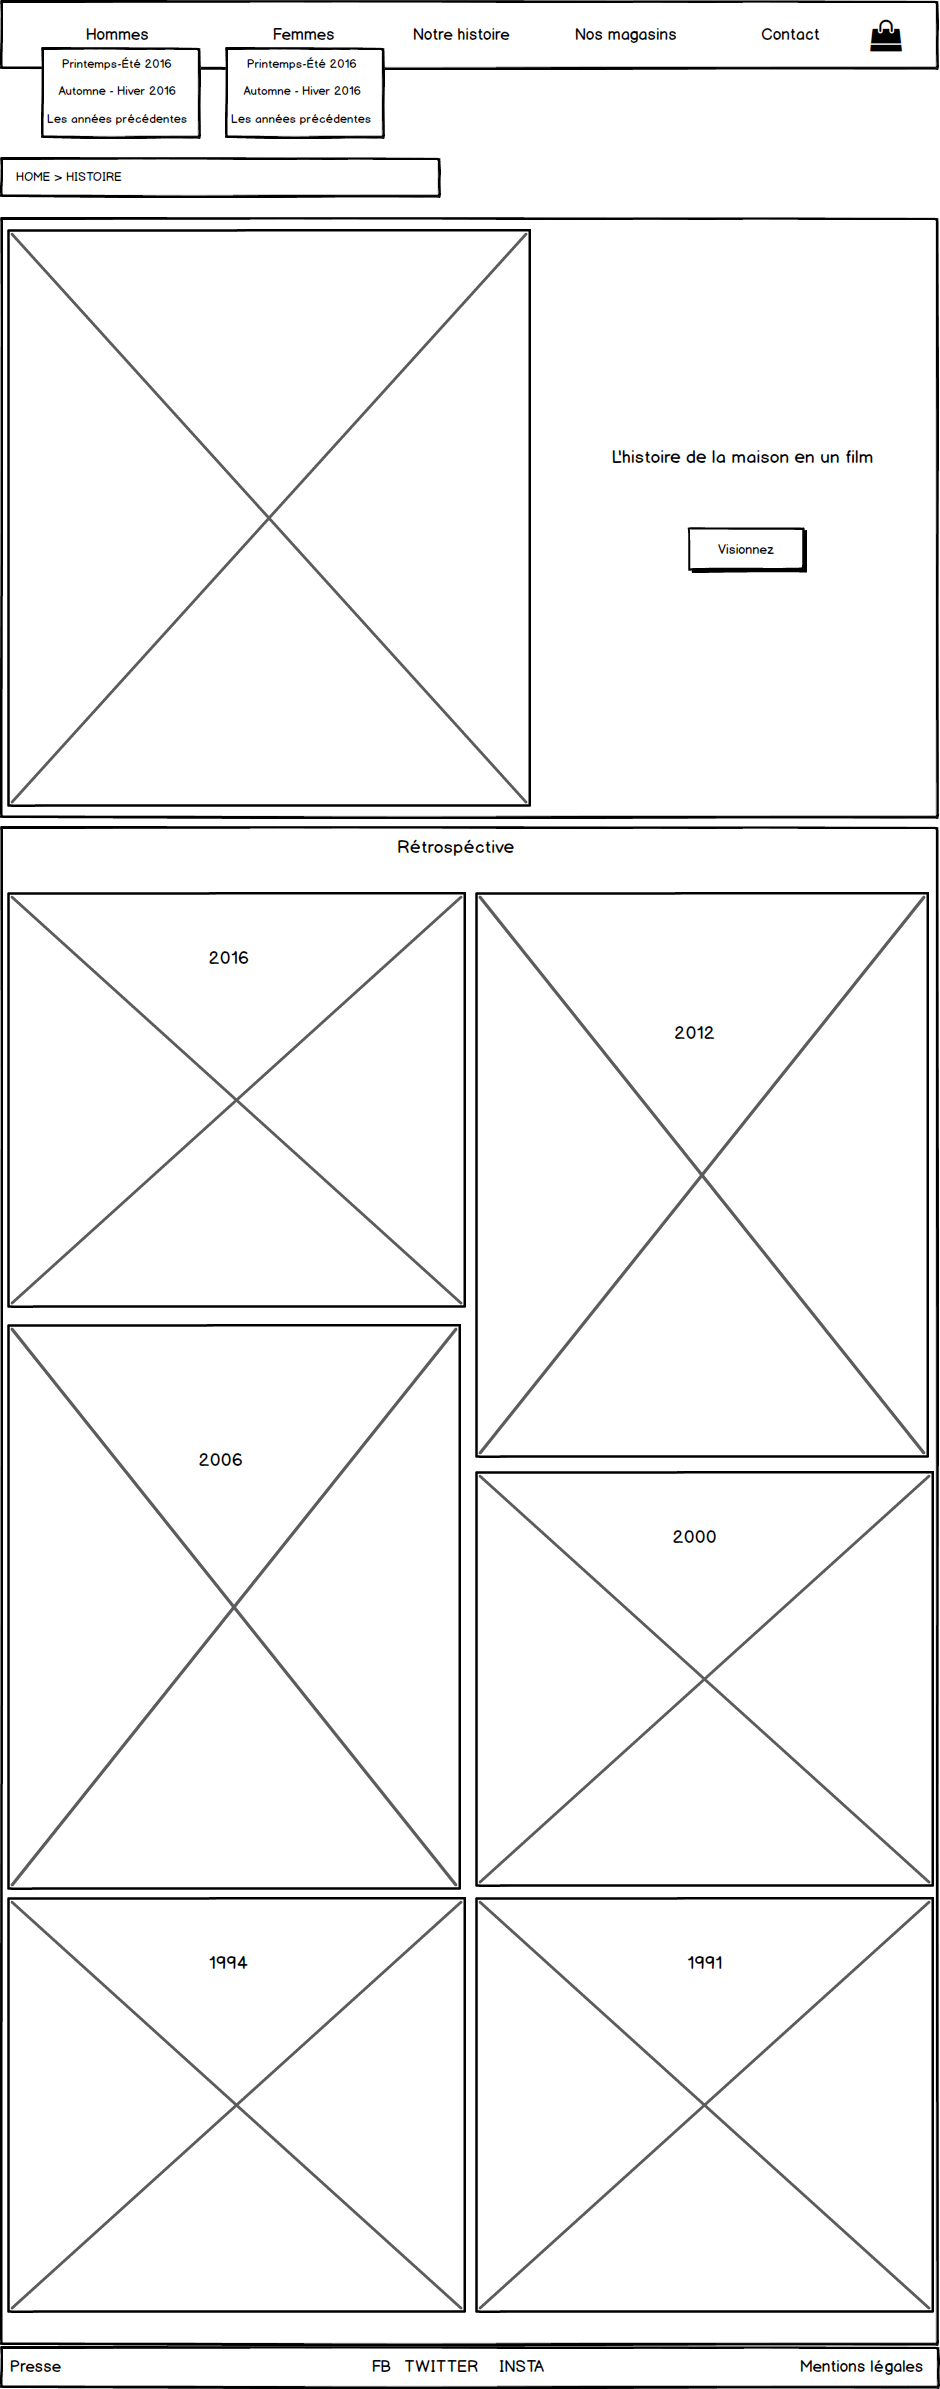 Hommes
Femmes
Notre histoire
Nos magasins
Contact
Printemps-Été 2016
Automne - Hiver 2016
Les années précédentes
Printemps-Été 2016
Automne - Hiver 2016
Les années précédentes
HOME > HISTOIRE
L'histoire de la maison en un film
Visionnez
Rétrospéctive
2016
2012
2006
2000
1994
1991
Presse
FB TWITTER INSTA
Mentions légales